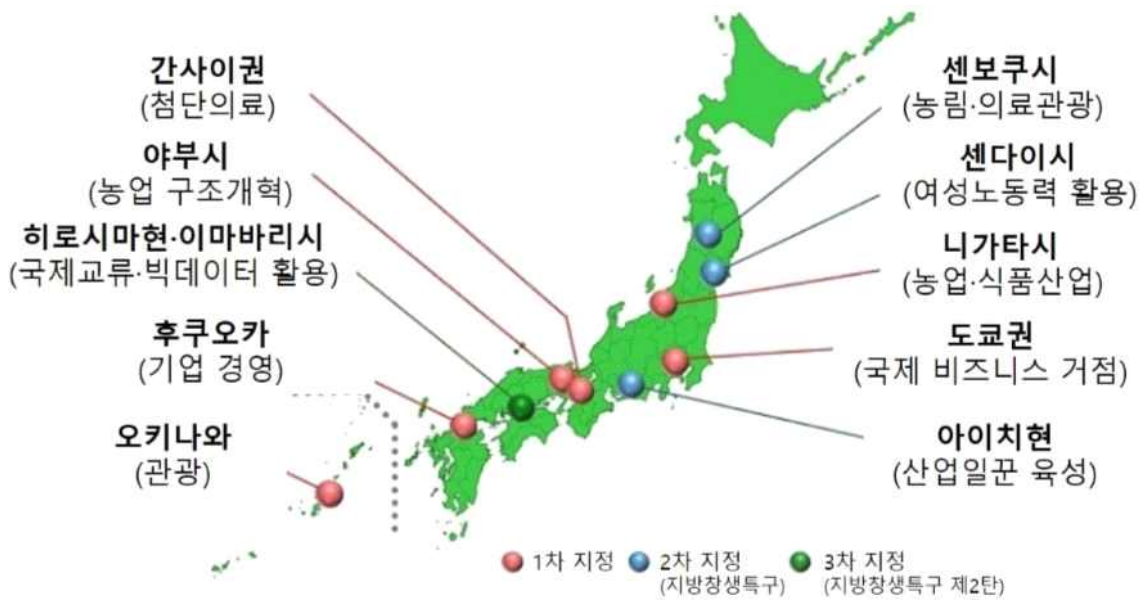 간사이권
(첨단의료)
야부시
(농업 구조개혁)
히로시마현·이마바리시
(국제교류·빅데이터 활용)
후쿠오카
(기업 경영)
오키나와
(관광)
센보쿠시
(농림·의료관광)
센다이시
(여성노동력 활용)
니가타시
(농업·식품산업)
도쿄권
(국제 비즈니스 거점)
아이치현
(산업일꾼 육성)
1차 지정
2차 지정
(지방창생특구)
3차 지정
(지방창생특구 제2탄)